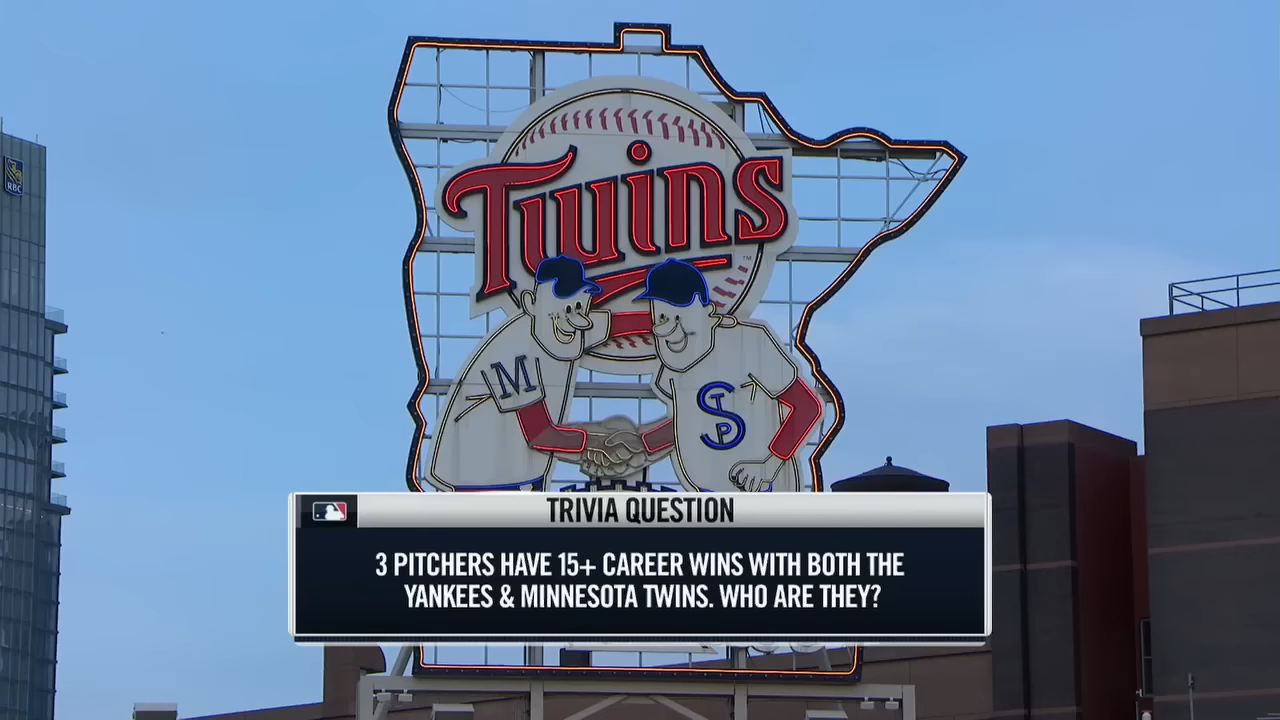 RBC
Twins
TM
M
STP
TRIVIA QUESTION
3 PITCHERS HAVE 15+ CAREER WINS WITH BOTH THE
YANKEES & MINNESOTA TWINS. WHO ARE THEY?